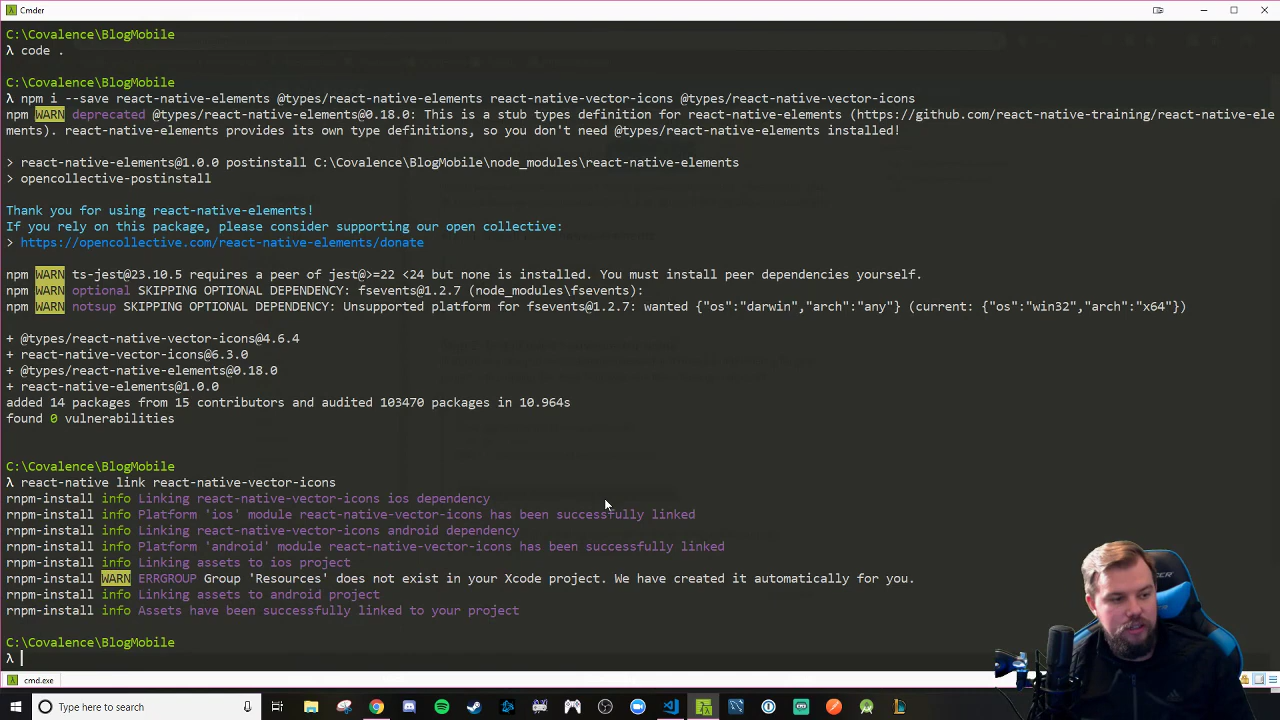 Cmder
C:\Covalence\BlogMobile
λ code .
C:\Covalence\BlogMobile
λ npm i --save react-native-elements @types/react-native-elements react-native-vector-icons @types/react-native-vector-icons
npm WARN deprecated @types/react-native-elements@0.18.0: This is a stub types definition for react-native-elements (https://github.com/react-native-training/react-native-ele
ments). react-native-elements provides its own type definitions, so you don't need @types/react-native-elements installed!
> react-native-elements@1.0.0 postinstall C:\Covalence\BlogMobile\node_modules\react-native-elements
> opencollective-postinstall
Thank you for using react-native-elements!
If you rely on this package, please consider supporting our open collective:
> https://opencollective.com/react-native-elements/donate
npm WARN ts-jest@23.10.5 requires a peer of jest@>=22 <24 but none is installed. You must install peer dependencies yourself.
npm WARN optional SKIPPING OPTIONAL DEPENDENCY: fsevents@1.2.7 (node_modules\fsevents):
npm WARN notsup SKIPPING OPTIONAL DEPENDENCY: Unsupported platform for fsevents@1.2.7: wanted {"os":"darwin","arch":"any"} (current: {"os":"win32","arch":"x64"})
+ @types/react-native-vector-icons@4.6.4
+ react-native-vector-icons@6.3.0
+ @types/react-native-elements@0.18.0
+ react-native-elements@1.0.0
added 14 packages from 15 contributors and audited 103470 packages in 10.964s
found 0 vulnerabilities
C:\Covalence\BlogMobile
λ react-native link react-native-vector-icons
rnpm-install info Linking react-native-vector-icons ios dependency
rnpm-install info Platform 'ios' module react-native-vector-icons has been successfully linked
rnpm-install info Linking react-native-vector-icons android dependency
rnpm-install info Platform 'android' module react-native-vector-icons has been successfully linked
rnpm-install info Linking assets to ios project
rnpm-install WARN ERRGROUP Group 'Resources' does not exist in your Xcode project. We have created it automatically for you.
rnpm-install info Linking assets to android project
rnpm-install info Assets have been successfully linked to your project
C:\Covalence\BlogMobile
λ
cmd.exe
Type here to search